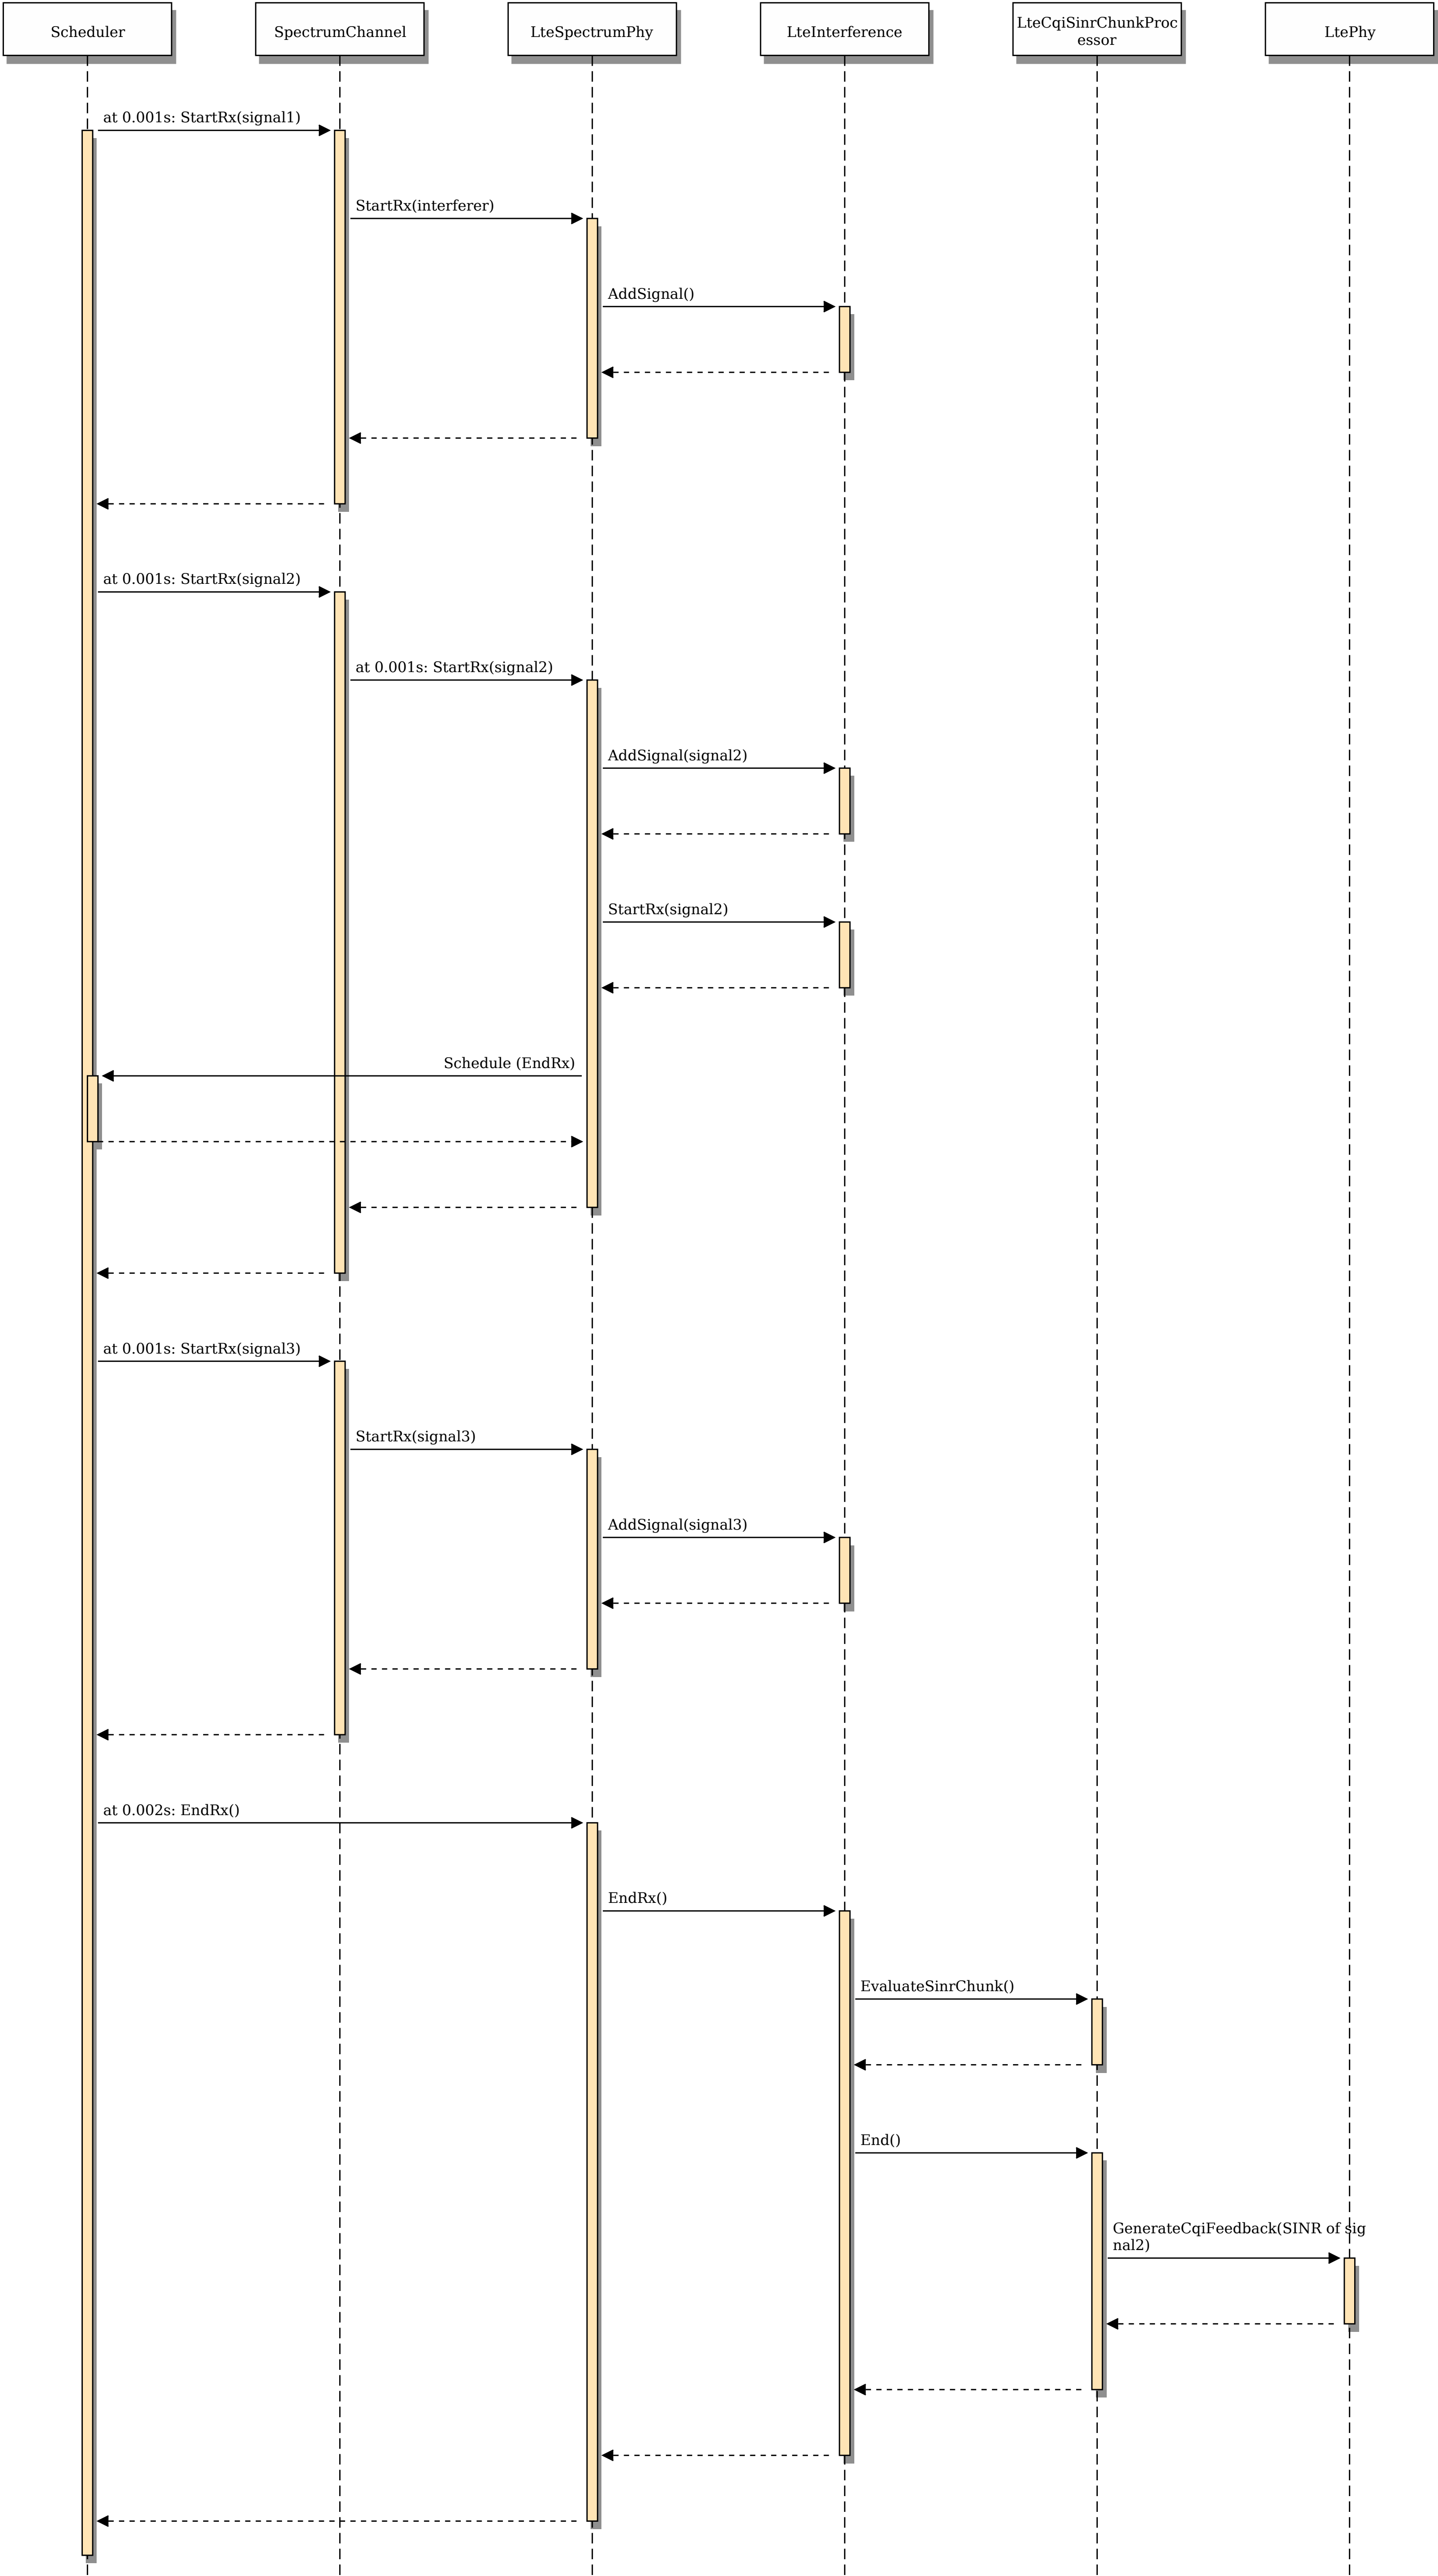 Scheduler
SpectrumChannel
LteSpectrumPhy
LteInterference
LteCqiSinrChunkProc
essor
LtePhy
at 0.001s: StartRx(signal1)
StartRx(interferer)
AddSignal()
at 0.001s: StartRx(signal2)
at 0.001s: StartRx(signal2)
AddSignal(signal2)
StartRx(signal2)
Schedule (EndRx)
at 0.001s: StartRx(signal3)
StartRx(signal3)
AddSignal(signal3)
at 0.002s: EndRx()
EndRx()
EvaluateSinrChunk()
End()
GenerateCqiFeedback(SINR of sig
nal2)